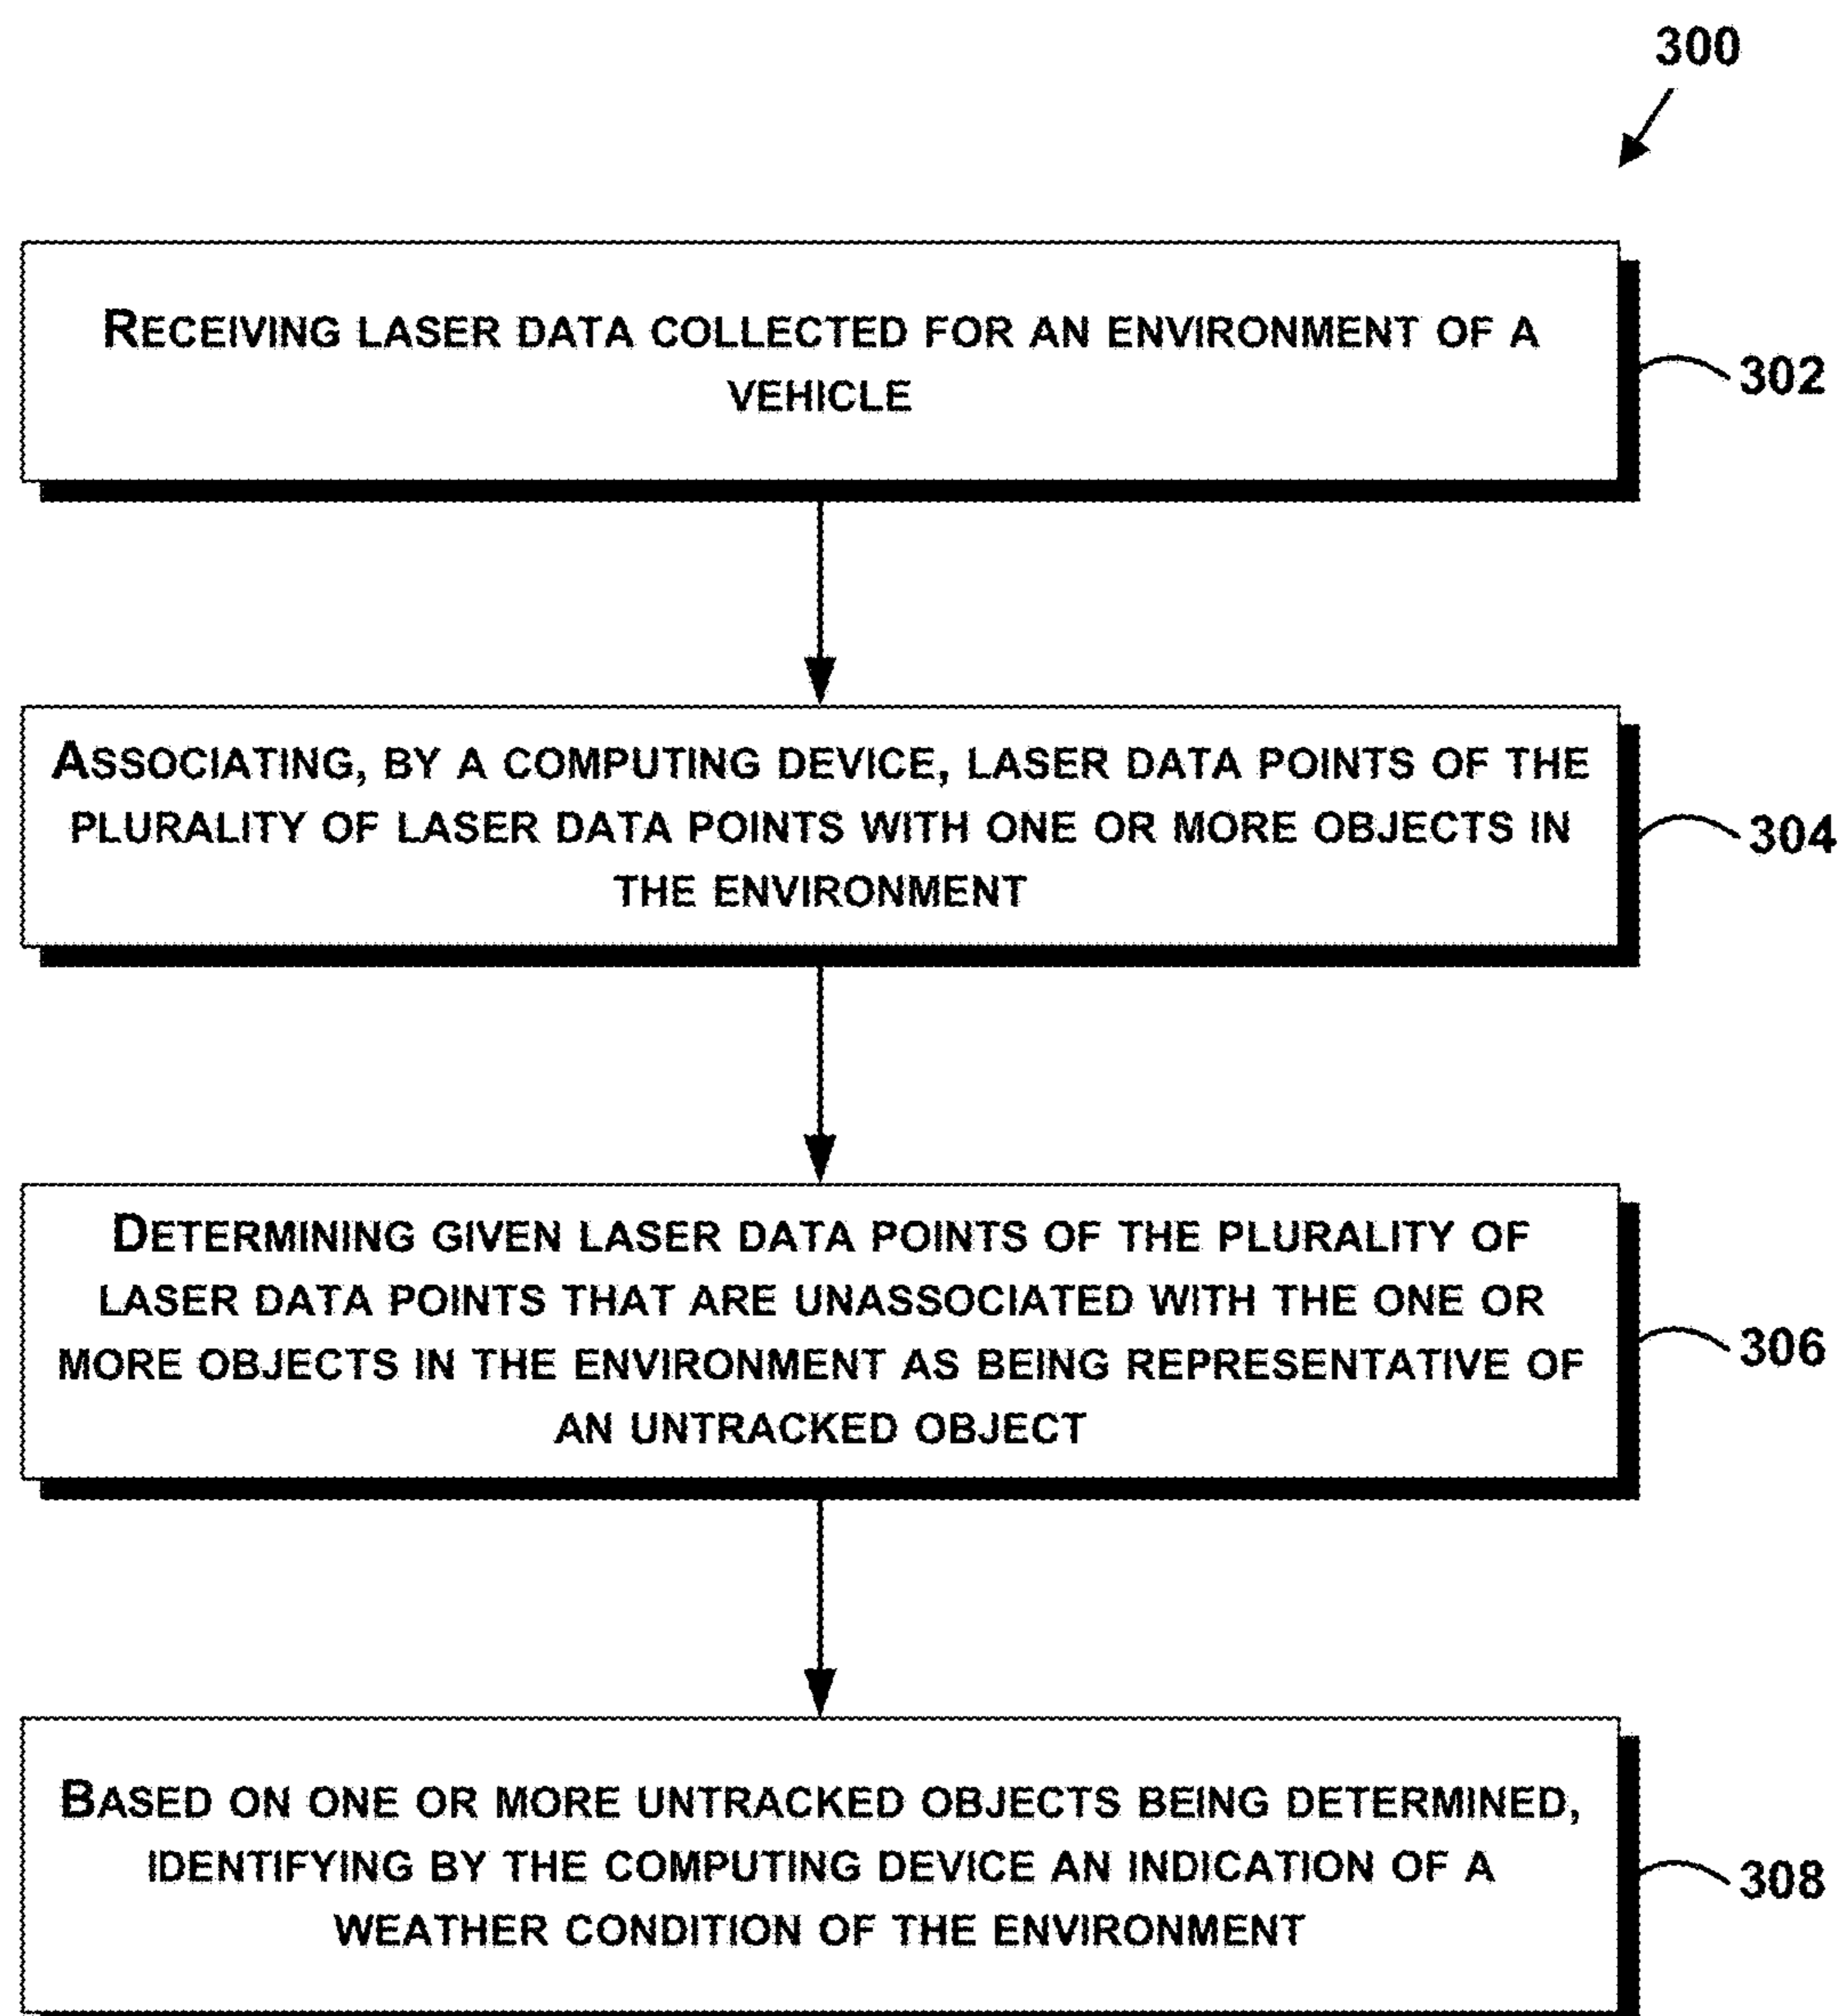 300
RECEIVING LASER DATA COLLECTED FOR AN ENVIRONMENT OF A
VEHICLE
302
ASSOCIATING, BY A COMPUTING DEVICE, LASER DATA POINTS OF THE
PLURALITY OF LASER DATA POINTS WITH ONE OR MORE OBJECTS IN
THE ENVIRONMENT
304
DETERMINING GIVEN LASER DATA POINTS OF THE PLURALITY OF
LASER DATA POINTS THAT ARE UNASSOCIATED WITH THE ONE OR
MORE OBJECTS IN THE ENVIRONMENT AS BEING REPRESENTATIVE OF
AN UNTRACKED OBJECT
306
BASED ON ONE OR MORE UNTRACKED OBJECTS BEING DETERMINED,
IDENTIFYING BY THE COMPUTING DEVICE AN INDICATION OF A
WEATHER CONDITION OF THE ENVIRONMENT
308